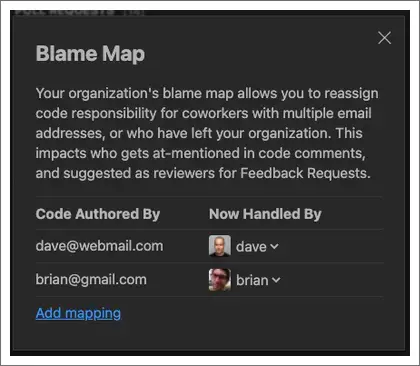 PULL REQUESTS
Blame Map
Your organization's blame map allows you to reassign
code responsibility for coworkers with multiple email
addresses, or who have left your organization. This
impacts who gets at-mentioned in code comments,
and suggested as reviewers for Feedback Requests.
Code Authored By Now Handled By
dave@webmail.com dave
brian@gmail.com brian
Add mapping